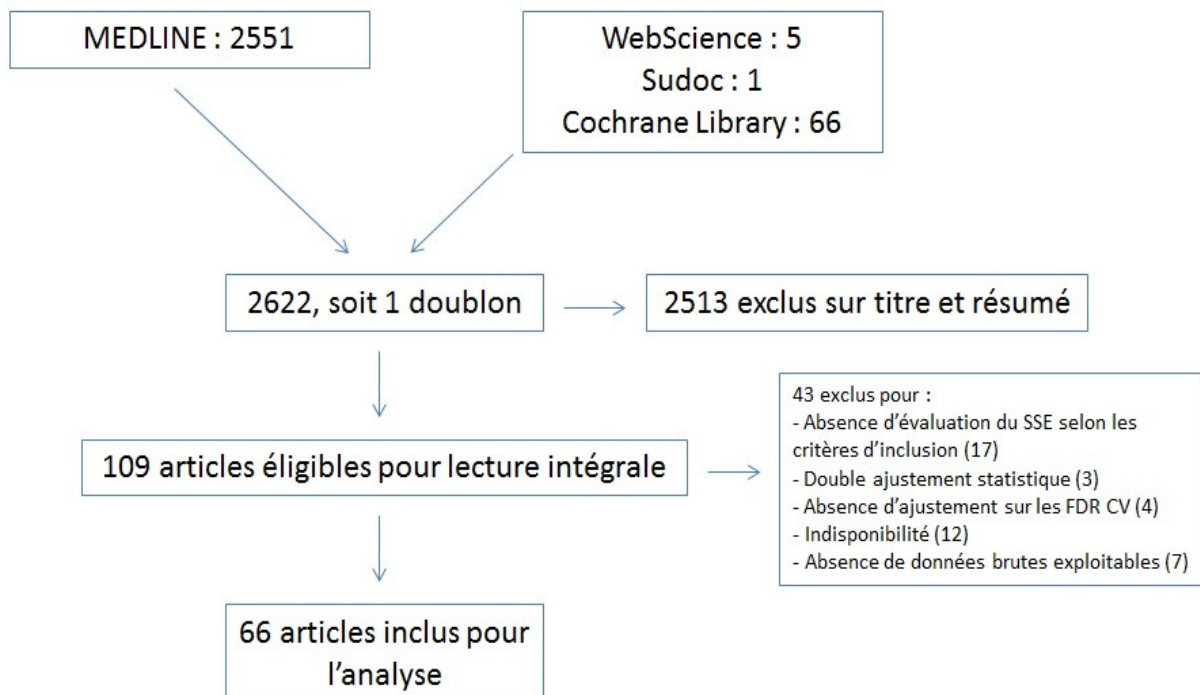 MEDLINE : 2551
WebScience : 5
Sudoc : 1
Cochrane Library : 66
2622, soit 1 doublon
2513 exclus sur titre et résumé
109 articles éligibles pour lecture intégrale
43 exclus pour :
- Absence d’évaluation du SSE selon les
critères d’inclusion (17)
- Double ajustement statistique (3)
- Absence d’ajustement sur les FDR CV (4)
- Indisponibilité (12)
- Absence de données brutes exploitables (7)
66 articles inclus pour
l’analyse